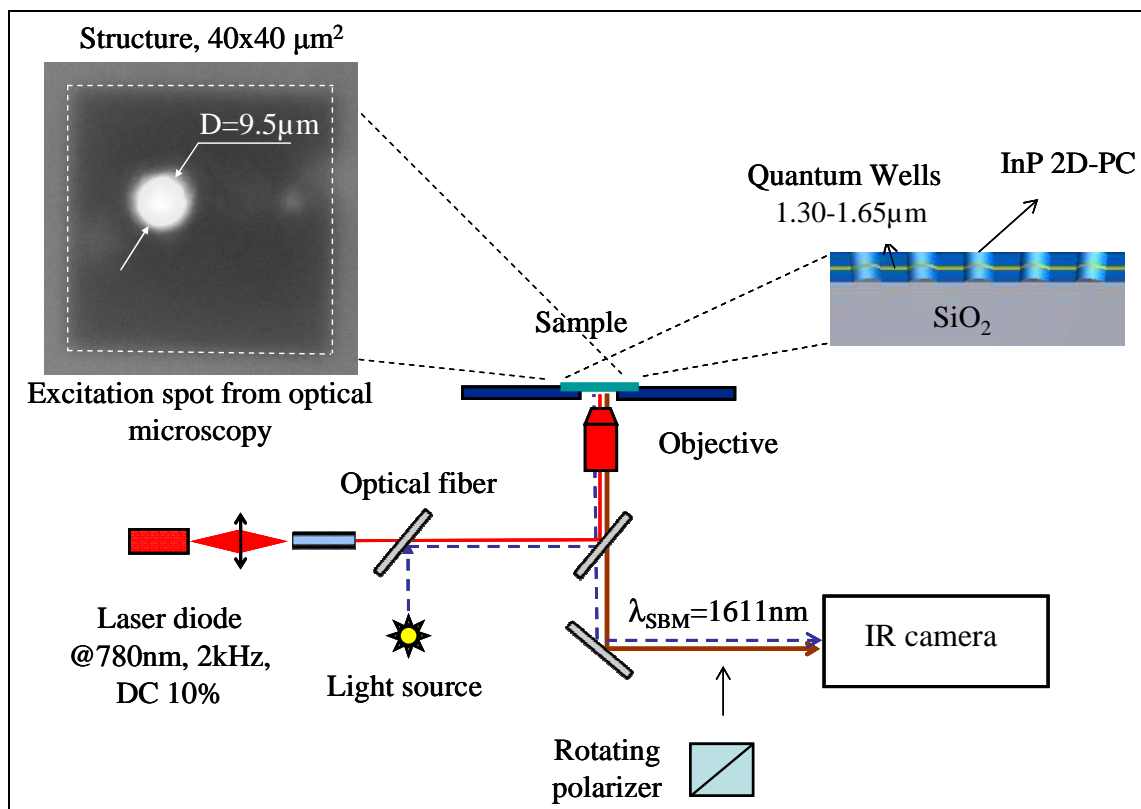 Structure, 40x40 μm²
D=9.5μm
Excitation spot from optical
microscopy
Quantum Wells
1.30-1.65μm
InP 2D-PC
SiO₂
Sample
Objective
Optical fiber
Laser diode
@780nm, 2kHz,
DC 10%
Light source
λSBM=1611nm
IR camera
Rotating
polarizer